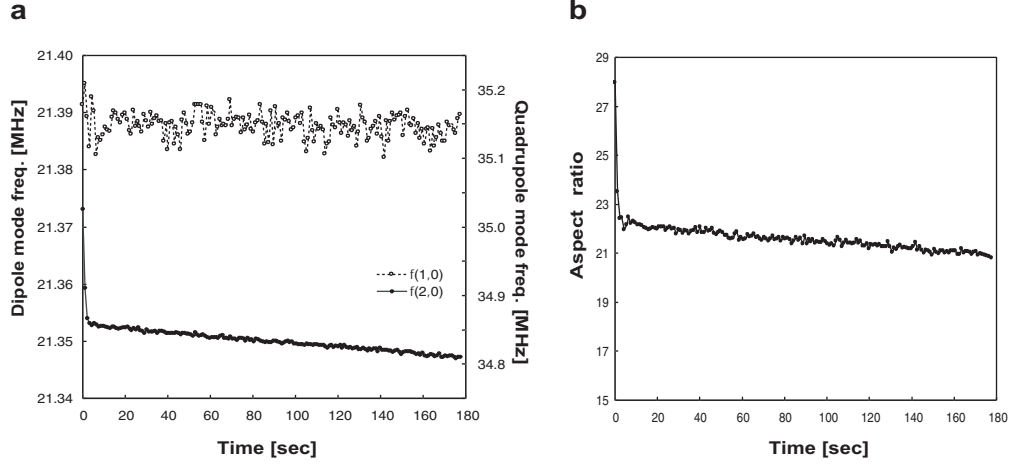 a
21.40
21.39
21.38
21.37
21.36
21.35
21.34
Dipole mode freq. [MHz]
35.2
35.1
35.0
34.9
34.8
Quadrupole mode freq. [MHz]
f(1,0)
f(2,0)
0 20 40 60 80 100 120 140 160 180
Time [sec]
b
29
27
25
23
21
19
17
15
Aspect ratio
0 20 40 60 80 100 120 140 160 180
Time [sec]